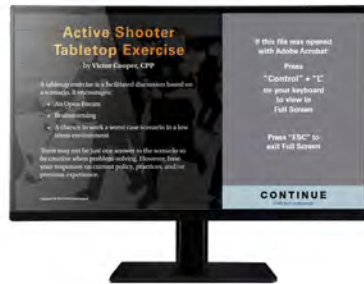 Active Shooter
Tabletop Exercise
by Victor Cooper, CPP
A tabletop exercise is a facilitated discussion based on
a scenario. It encourages:
• An Open Forum
• Brainstorming
• A chance to work a worst case scenario in a low
stress environment
There may not be just one answer to the scenario so
be creative when problem solving. However, base
your responses on current policy, practices, and/or
previous experience.
If this file was opened
with Adobe Acrobat:
Press
"Control" + "L"
on your keyboard
to view in
Full Screen
Press "ESC" to
exit Full Screen
CONTINUE